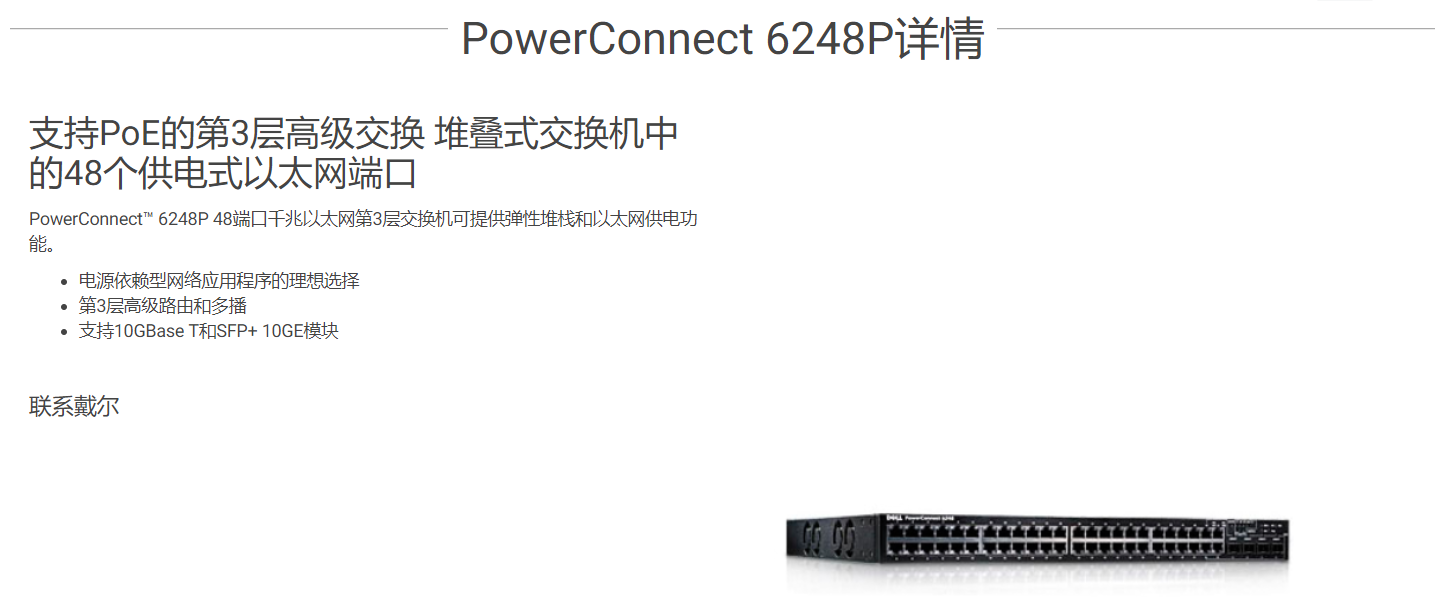 PowerConnect 6248P详情
支持PoE的第3层高级交换 堆叠式交换机中
的48个供电式以太网端口
PowerConnect™ 6248P 48端口千兆以太网第3层交换机可提供弹性堆栈和以太网供电功
能。
电源依赖型网络应用程序的理想选择
第3层高级路由和多播
支持10GBase T和SFP+ 10GE模块
联系戴尔
DELL PowerConnect 6248